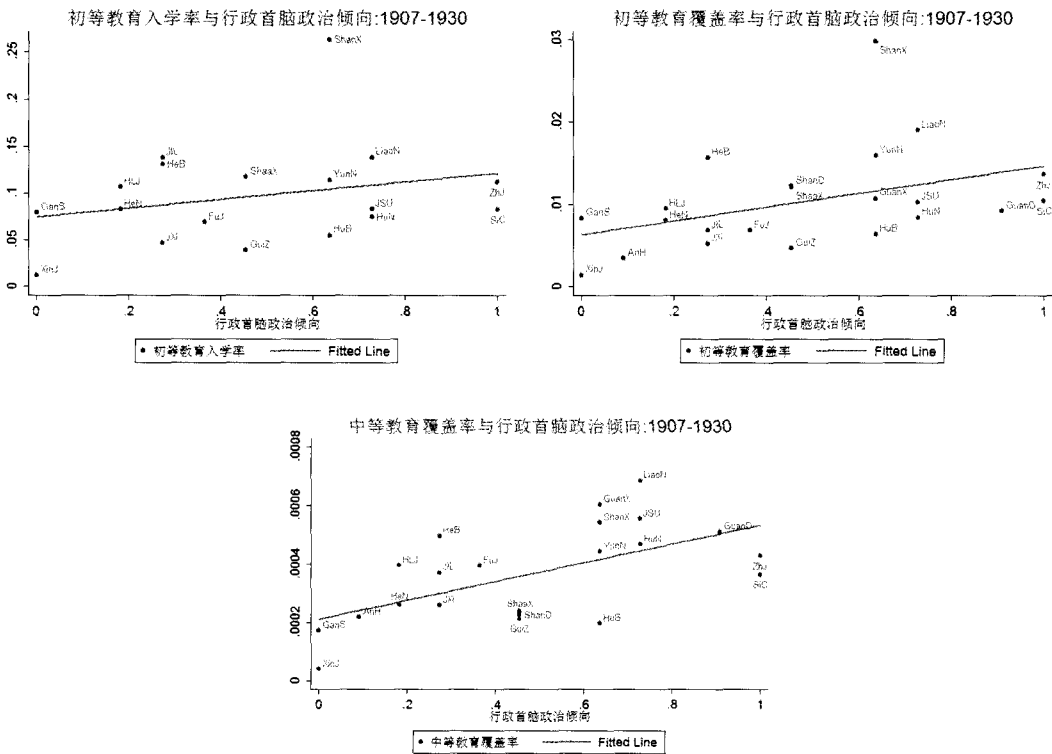 初等教育入学率与行政首脑政治倾向:1907-1930
.25
.2
.15
.1
.05
0
ShanX
JIL
HeB
LiaoN
HLJ
ShaaX
YunN
GanS
HeN
FuJ
JSU
HuN
ZhJ
SiC
JXi
GuiZ
HuB
XinJ
0 .2 .4 .6 .8 1
行政首脑政治倾向
初等教育入学率 Fitted Line
初等教育覆盖率与行政首脑政治倾向:1907-1930
.03
.02
.01
0
ShanX
LiaoN
HeB
YunN
ShanD
ShaaX
GuanX
ZhJ
GanS
HLJ
HeN
JSU
HuN
GuanD
SiC
JIL
JXi
FuJ
HuB
GuiZ
AnH
XinJ
0 .2 .4 .6 .8 1
行政首脑政治倾向
初等教育覆盖率 Fitted Line
中等教育覆盖率与行政首脑政治倾向:1907-1930
.0008
.0006
.0004
.0002
0
LiaoN
GuanX
ShanX
JSU
HeB
GuanD
YunN
HuN
HLJ
JIL
FuJ
ZhJ
SiC
HeN
JXi
AnH
ShaaX
ShanD
GuiZ
HuB
GanS
XinJ
0 .2 .4 .6 .8 1
行政首脑政治倾向
中等教育覆盖率 Fitted Line